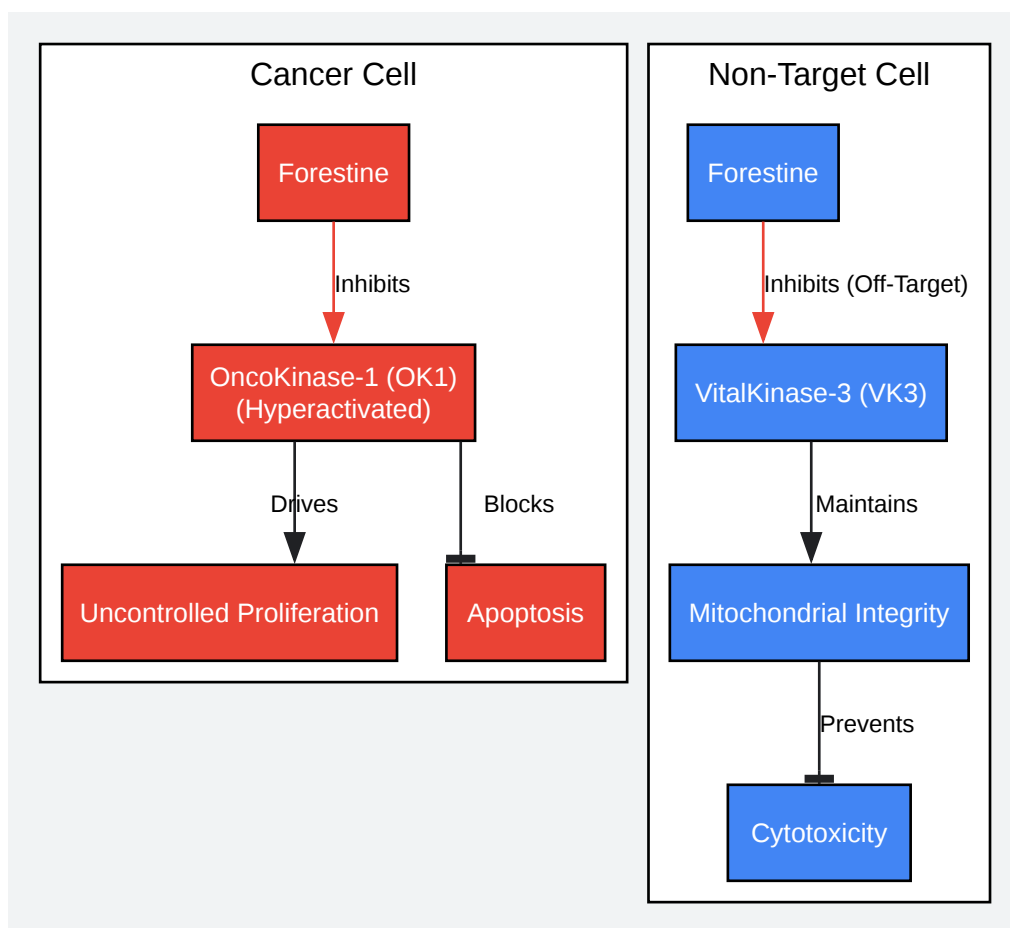 Cancer Cell
Forestine
Inhibits
OncoKinase-1 (OK1)
(Hyperactivated)
Drives
Blocks
Uncontrolled Proliferation
Apoptosis
Non-Target Cell
Forestine
Inhibits (Off-Target)
VitalKinase-3 (VK3)
Maintains
Mitochondrial Integrity
Prevents
Cytotoxicity